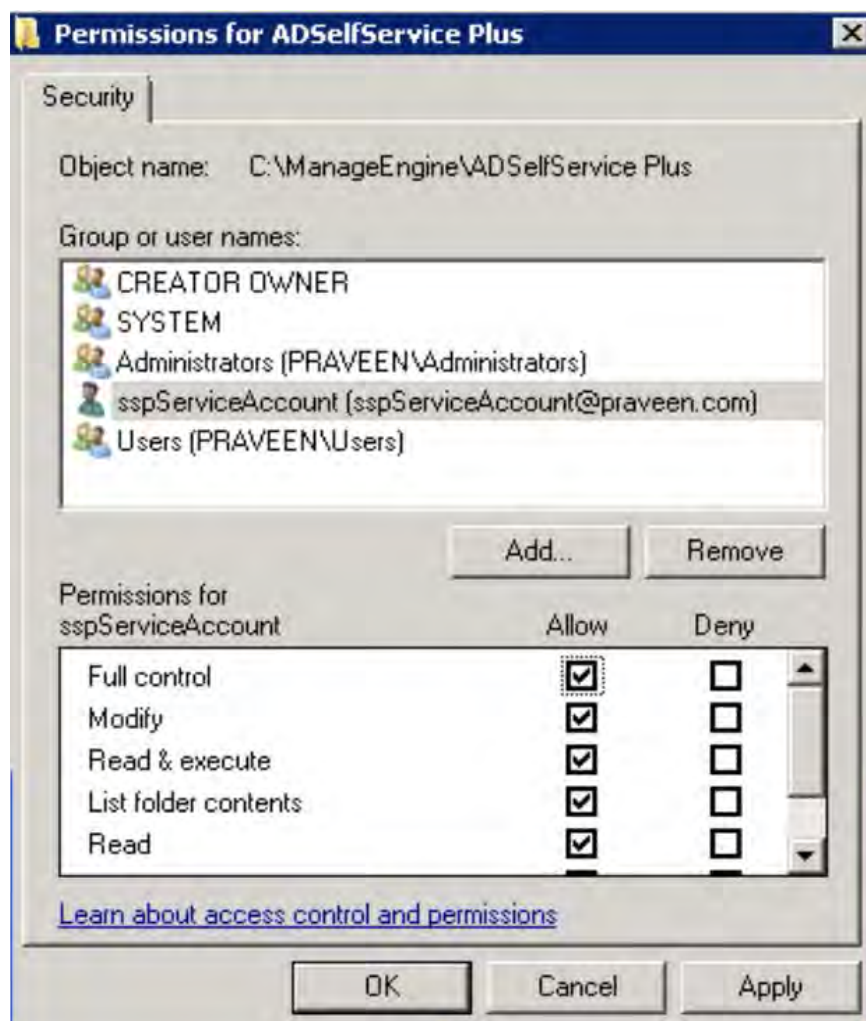 Permissions for ADSelfService Plus
Security
Object name: C:\ManageEngine\ADSelfService Plus
Group or user names:
CREATOR OWNER
SYSTEM
Administrators (PRAVEEN\Administrators)
sspServiceAccount (sspServiceAccount@praveen.com)
Users (PRAVEEN\Users)
Add... Remove
Permissions for
sspServiceAccount Allow Deny
Full control
Modify
Read & execute
List folder contents
Read
Learn about access control and permissions
OK Cancel Apply